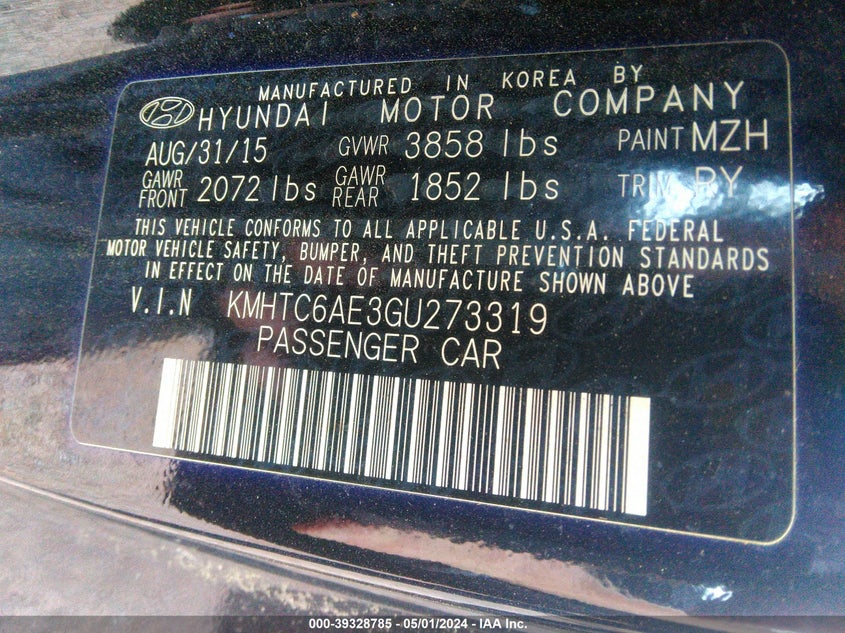 MANUFACTURED IN KOREA BY
HYUNDAI MOTOR COMPANY
AUG/31/15 GVWR 3858 lbs PAINT MZH
GAWR FRONT 2072 lbs GAWR REAR 1852 lbs TRIM RY
THIS VEHICLE CONFORMS TO ALL APPLICABLE U.S.A. FEDERAL
MOTOR VEHICLE SAFETY, BUMPER, AND THEFT PREVENTION STANDARDS
IN EFFECT ON THE DATE OF MANUFACTURE SHOWN ABOVE
V.I.N KMHTC6AE3GU273319
PASSENGER CAR
000-39328785 - 05/01/2024 - IAA Inc.